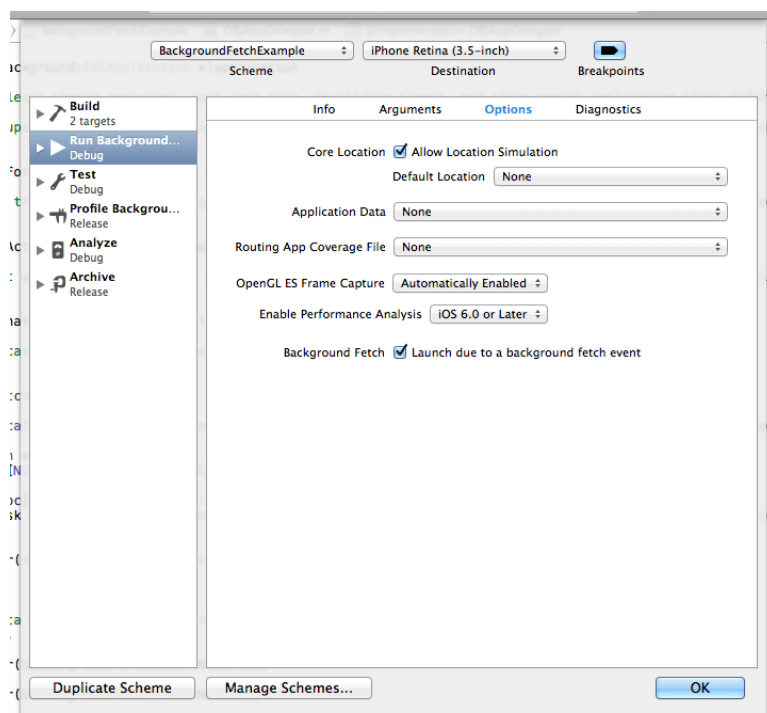 BackgroundFetchExample
iPhone Retina (3.5-inch)
Scheme
Destination
Breakpoints
Build
2 targets
Run Background...
Debug
Test
Debug
Profile Backgrou...
Release
Analyze
Debug
Archive
Release
Info
Arguments
Options
Diagnostics
Core Location
Allow Location Simulation
Default Location
None
Application Data
None
Routing App Coverage File
None
OpenGL ES Frame Capture
Automatically Enabled
Enable Performance Analysis
iOS 6.0 or Later
Background Fetch
Launch due to a background fetch event
Duplicate Scheme
Manage Schemes...
OK